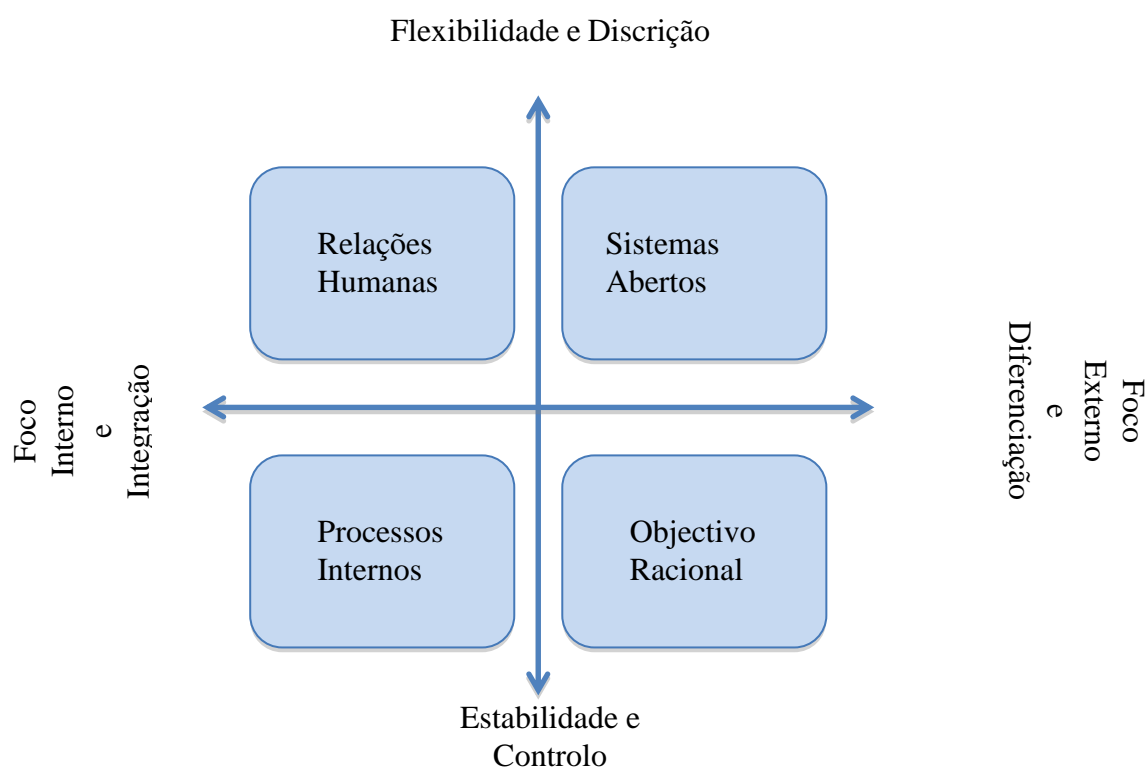 Flexibilidade e Discrição
Relações
Humanas
Sistemas
Abertos
Foco
Interno
e
Integração
Foco
Externo
e
Diferenciação
Processos
Internos
Objectivo
Racional
Estabilidade e
Controlo